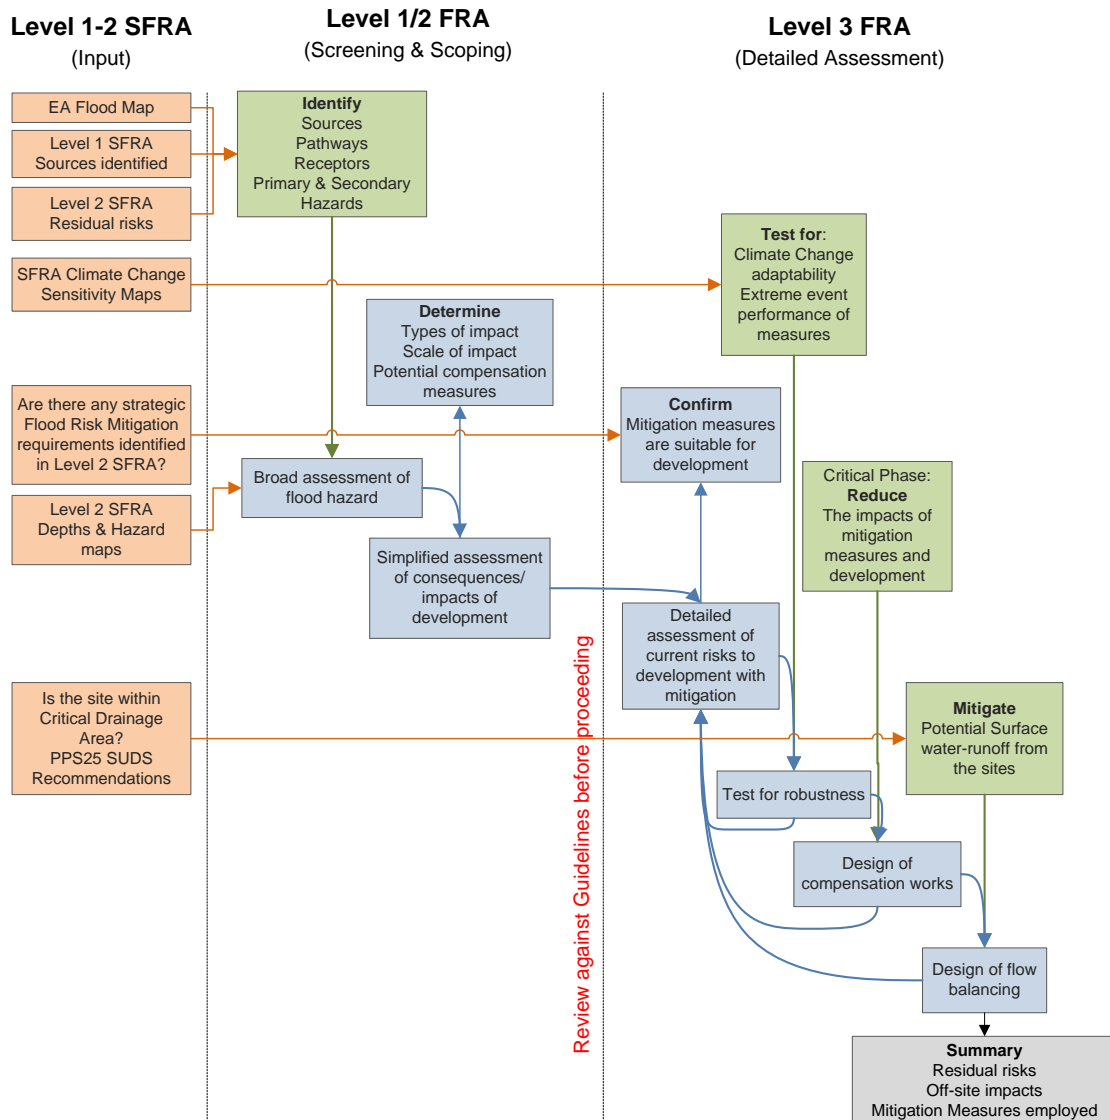 Level 1-2 SFRA
(Input)
Level 1/2 FRA
(Screening & Scoping)
Level 3 FRA
(Detailed Assessment)
EA Flood Map
Level 1 SFRA
Sources identified
Level 2 SFRA
Residual risks
SFRA Climate Change
Sensitivity Maps
Are there any strategic
Flood Risk Mitigation
requirements identified
in Level 2 SFRA?
Level 2 SFRA
Depths & Hazard
maps
Is the site within
Critical Drainage
Area?
PPS25 SUDS
Recommendations
Identify
Sources
Pathways
Receptors
Primary & Secondary
Hazards
Determine
Types of impact
Scale of impact
Potential compensation
measures
Broad assessment of
flood hazard
Simplified assessment
of consequences/
impacts of
development
Review against Guidelines before proceeding
Test for:
Climate Change
adaptability
Extreme event
performance of
measures
Confirm
Mitigation measures
are suitable for
development
Critical Phase:
Reduce
The impacts of
mitigation
measures and
development
Detailed
assessment of
current risks to
development with
mitigation
Mitigate
Potential Surface
water-runoff from
the sites
Test for robustness
Design of
compensation works
Design of flow
balancing
Summary
Residual risks
Off-site impacts
Mitigation Measures employed